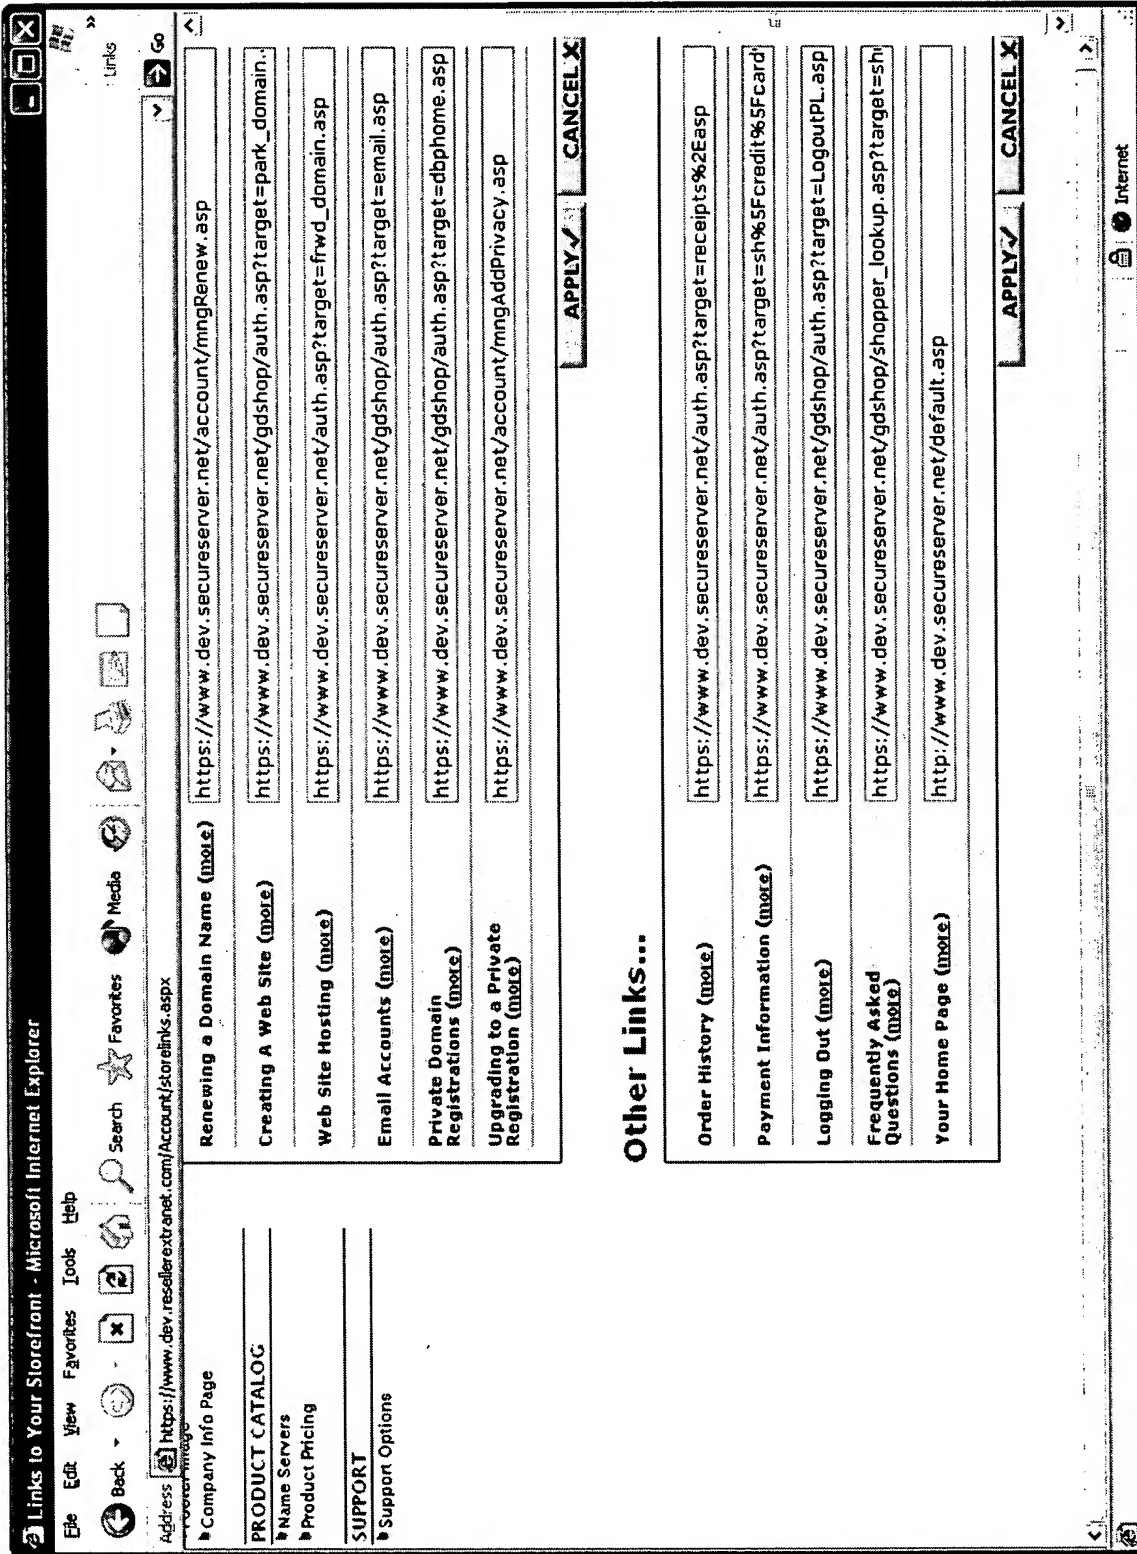 Links to Your Storefront - Microsoft Internet Explorer
File Edit View Favorites Tools Help
Back Search Favorites Media
Links
Address https://www.dev.resellerextranet.com/Account/storelinks.aspx Go
Footer Image
Company Info Page
PRODUCT CATALOG
Name Servers
Product Pricing
SUPPORT
Support Options
Renewing a Domain Name (more) https://www.dev.secureserver.net/account/mngRenew.asp
Creating A Web Site (more) https://www.dev.secureserver.net/gdshop/auth.asp?target=park_domain.
Web Site Hosting (more) https://www.dev.secureserver.net/auth.asp?target=frwd_domain.asp
Email Accounts (more) https://www.dev.secureserver.net/gdshop/auth.asp?target=email.asp
Private Domain
Registrations (more) https://www.dev.secureserver.net/gdshop/auth.asp?target=dbphome.asp
Upgrading to a Private
Registration (more) https://www.dev.secureserver.net/account/mngAddPrivacy.asp
APPLY✓ CANCEL X
Other Links...
Order History (more) https://www.dev.secureserver.net/auth.asp?target=receipts%2Easp
Payment Information (more) https://www.dev.secureserver.net/auth.asp?target=sh%5Fcredit%5Fcard
Logging Out (more) https://www.dev.secureserver.net/gdshop/auth.asp?target=LogoutPL.asp
Frequently Asked
Questions (more) https://www.dev.secureserver.net/gdshop/shopper_lookup.asp?target=sh
Your Home Page (more) http://www.dev.secureserver.net/default.asp
APPLY✓ CANCEL X
Internet